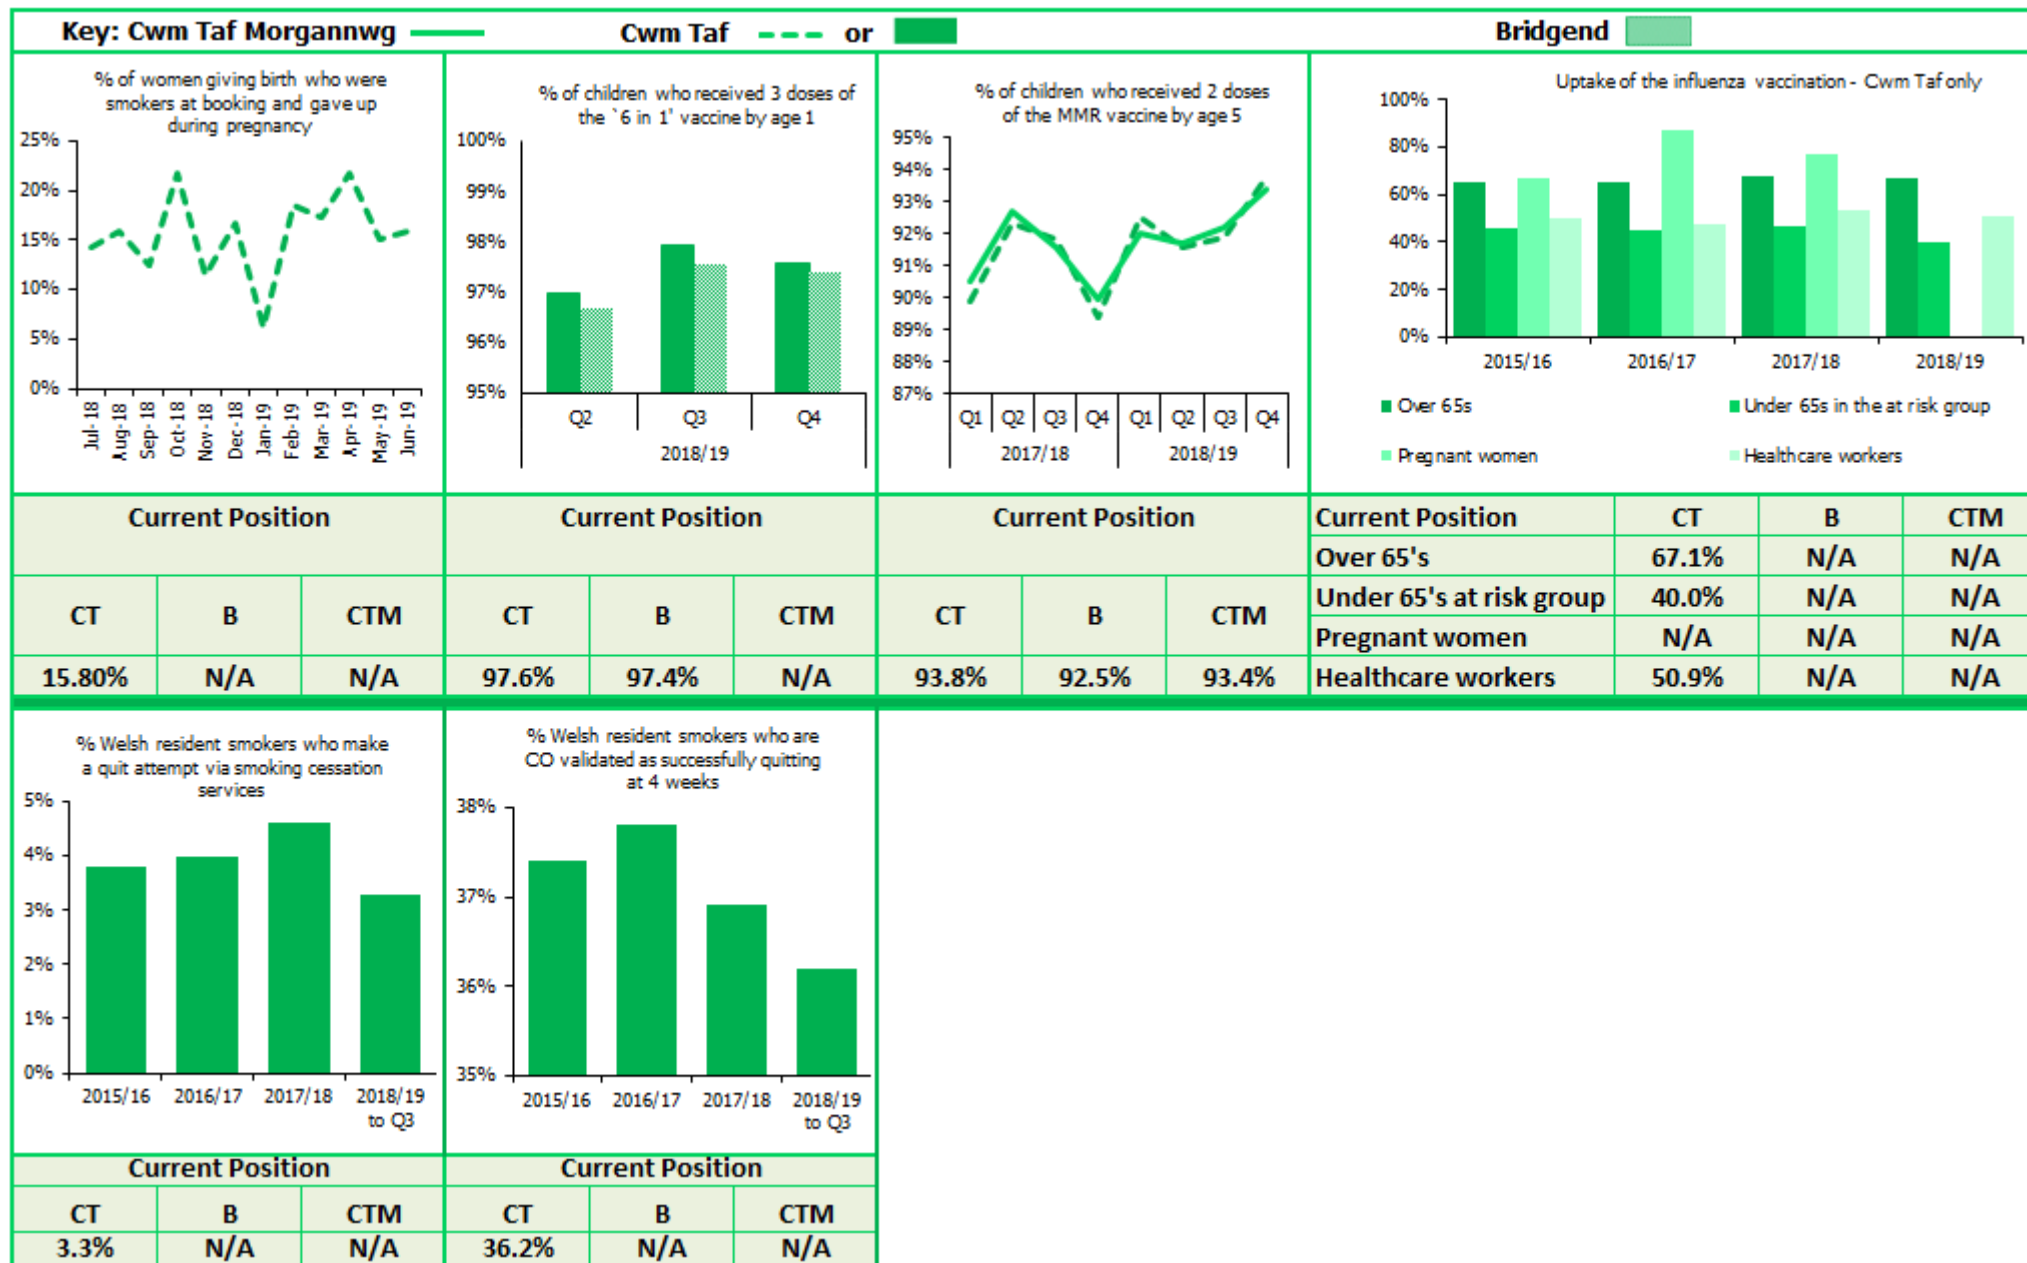 Key: Cwm Taf Morgannwg
Cwm Taf
or
Bridgend
% of women giving birth who were
smokers at booking and gave up
during pregnancy
25%
20%
15%
10%
5%
0%
Jul-18
Aug-18
Sep-18
Oct-18
Nov-18
Dec-18
Jan-19
Feb-19
Mar-19
Apr-19
May-19
Jun-19
% of children who received 3 doses of
the `6 in 1' vaccine by age 1
100%
99%
98%
97%
96%
95%
Q2 Q3 Q4
2018/19
% of children who received 2 doses
of the MMR vaccine by age 5
95%
94%
93%
92%
91%
90%
89%
88%
87%
Q1 Q2 Q3 Q4 Q1 Q2 Q3 Q4
2017/18 2018/19
Uptake of the influenza vaccination - Cwm Taf only
100%
80%
60%
40%
20%
0%
2015/16 2016/17 2017/18 2018/19
Over 65s
Under 65s in the at risk group
Pregnant women
Healthcare workers
Current Position
CT B CTM
15.80% N/A N/A
Current Position
CT B CTM
97.6% 97.4% N/A
Current Position
CT B CTM
93.8% 92.5% 93.4%
Current Position CT B CTM
Over 65's 67.1% N/A N/A
Under 65's at risk group 40.0% N/A N/A
Pregnant women N/A N/A N/A
Healthcare workers 50.9% N/A N/A
% Welsh resident smokers who make
a quit attempt via smoking cessation
services
5%
4%
3%
2%
1%
0%
2015/16 2016/17 2017/18 2018/19
to Q3
Current Position
CT B CTM
3.3% N/A N/A
% Welsh resident smokers who are
CO validated as successfully quitting
at 4 weeks
38%
37%
36%
35%
2015/16 2016/17 2017/18 2018/19
to Q3
Current Position
CT B CTM
36.2% N/A N/A